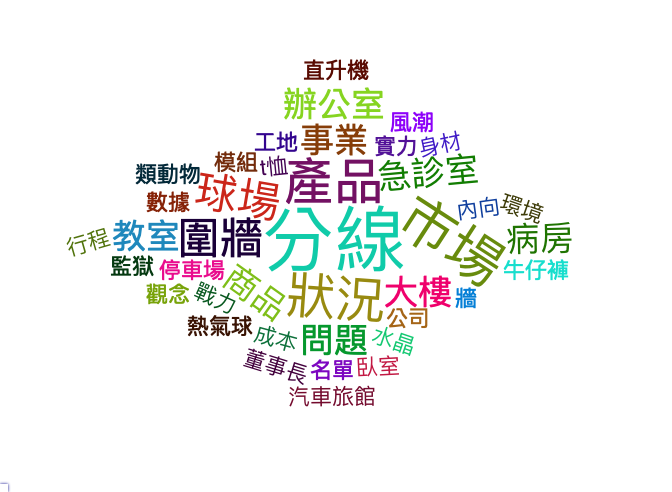 直升機
辦公室
風潮
工地
事業
實力
身材
模組
t恤
類動物
產品
急診室
球場
數據
內向
環境
分線
市場
行程
教室
圍牆
病房
監獄
停車場
牛仔褲
商品
狀況
大樓
牆
觀念
戰力
公司
熱氣球
成本
問題
水晶
董事長
名單
臥室
汽車旅館